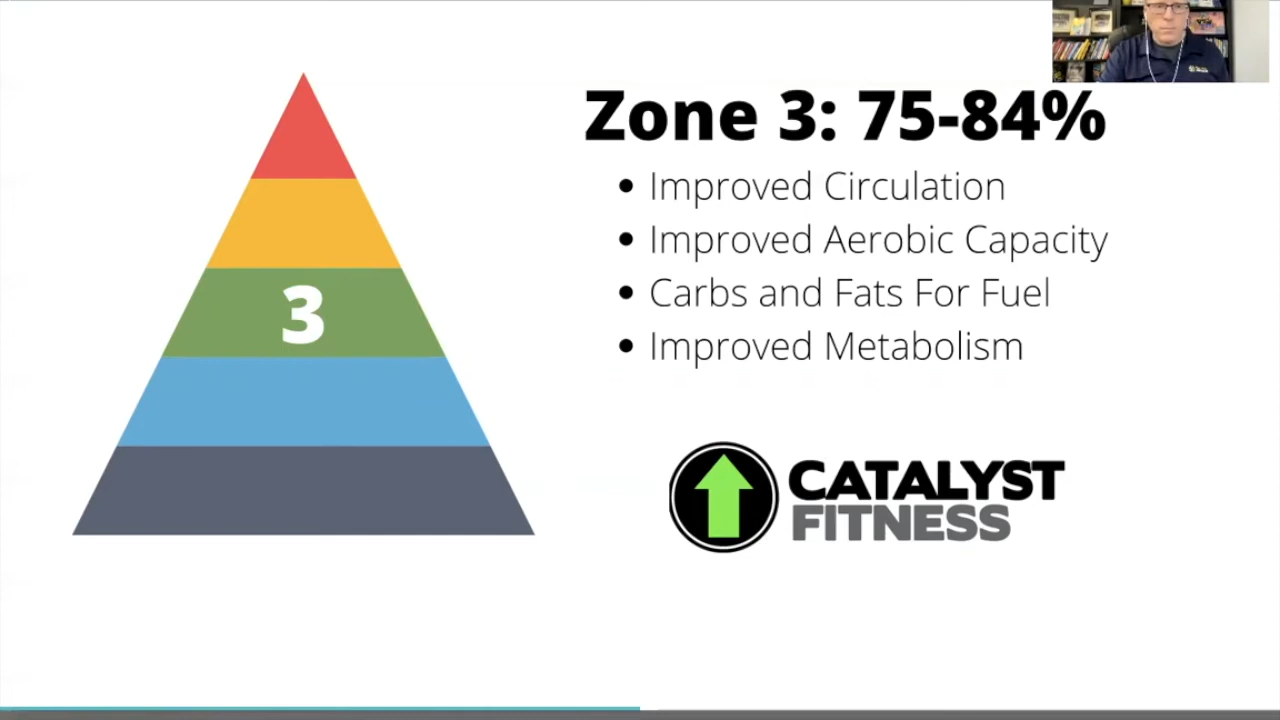 Zone 3: 75-84%
• Improved Circulation
• Improved Aerobic Capacity
3
• Carbs and Fats For Fuel
• Improved Metabolism
CATALYST
FITNESS